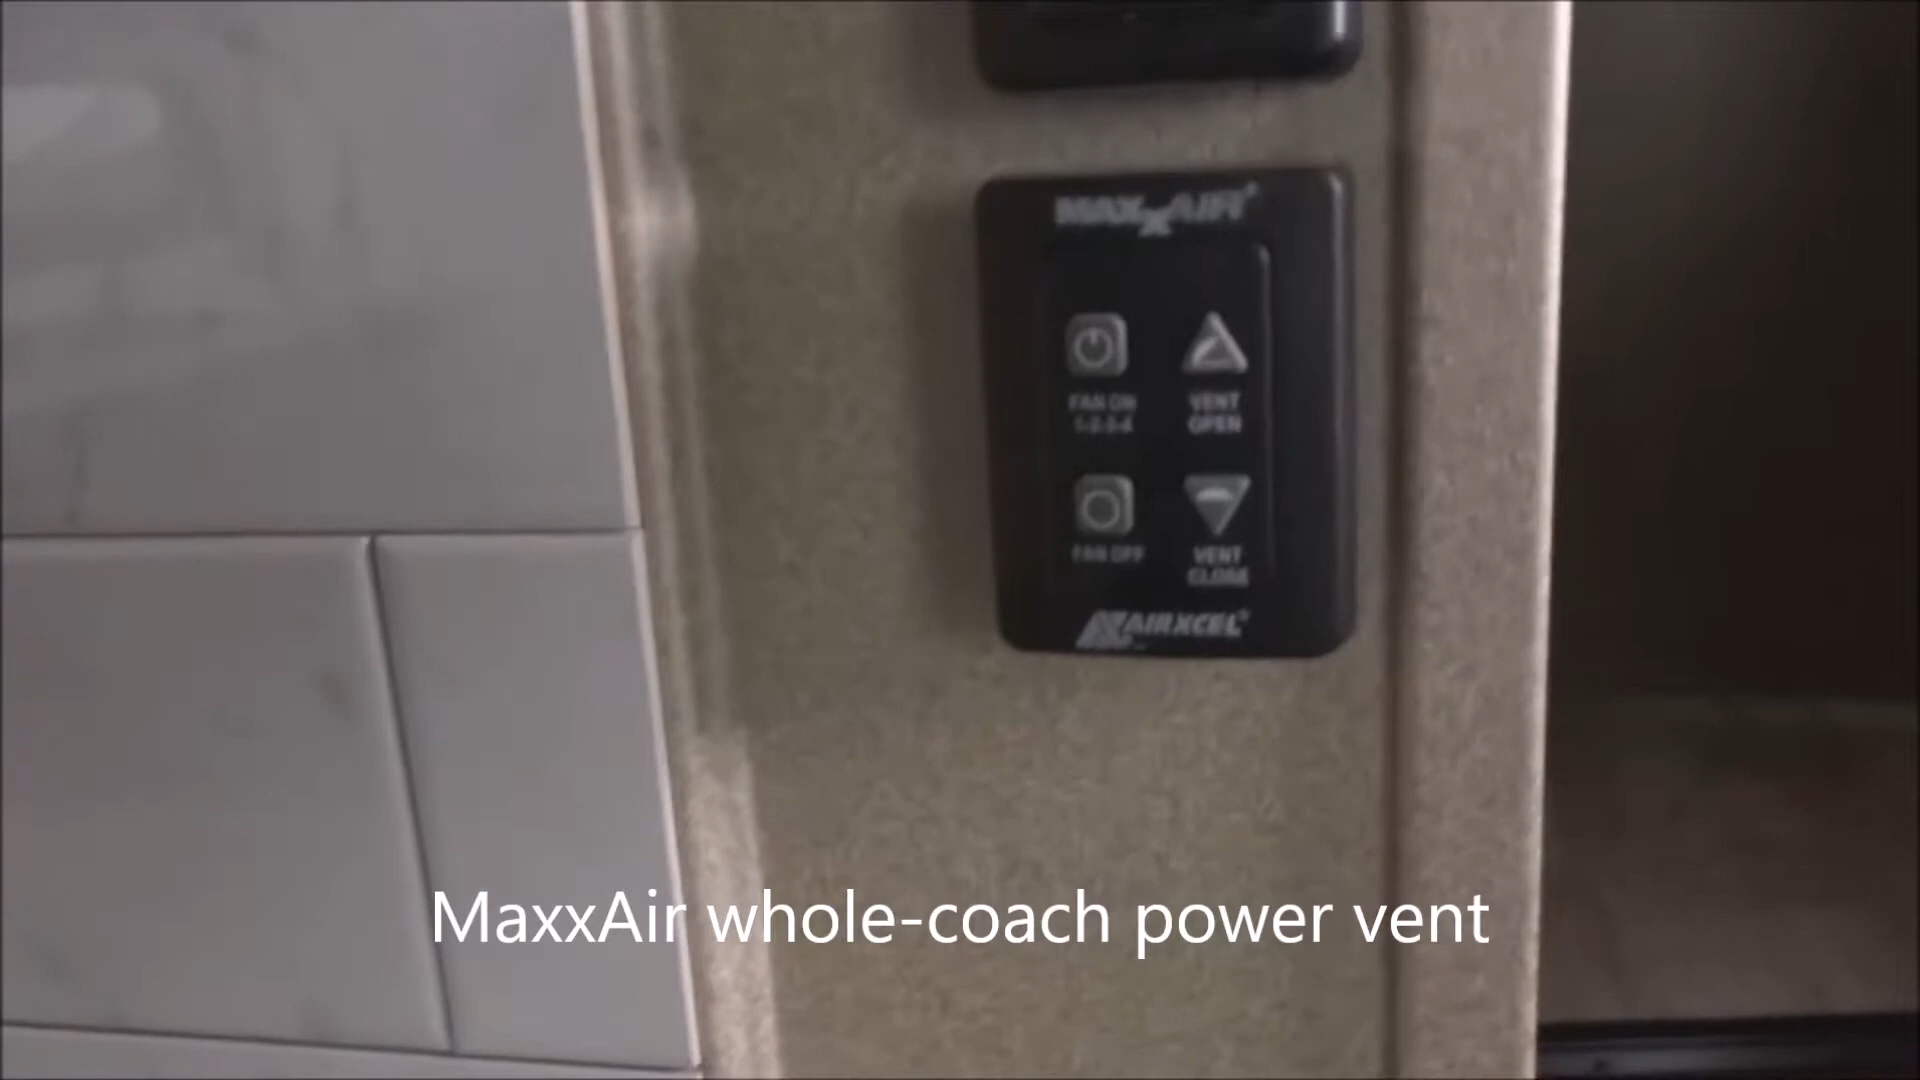 MAXXAIR®
FAN ON
1-2-3-4
VENT
OPEN
FAN OFF
VENT
CLOSE
AIRXCEL®
MaxxAir whole-coach power vent